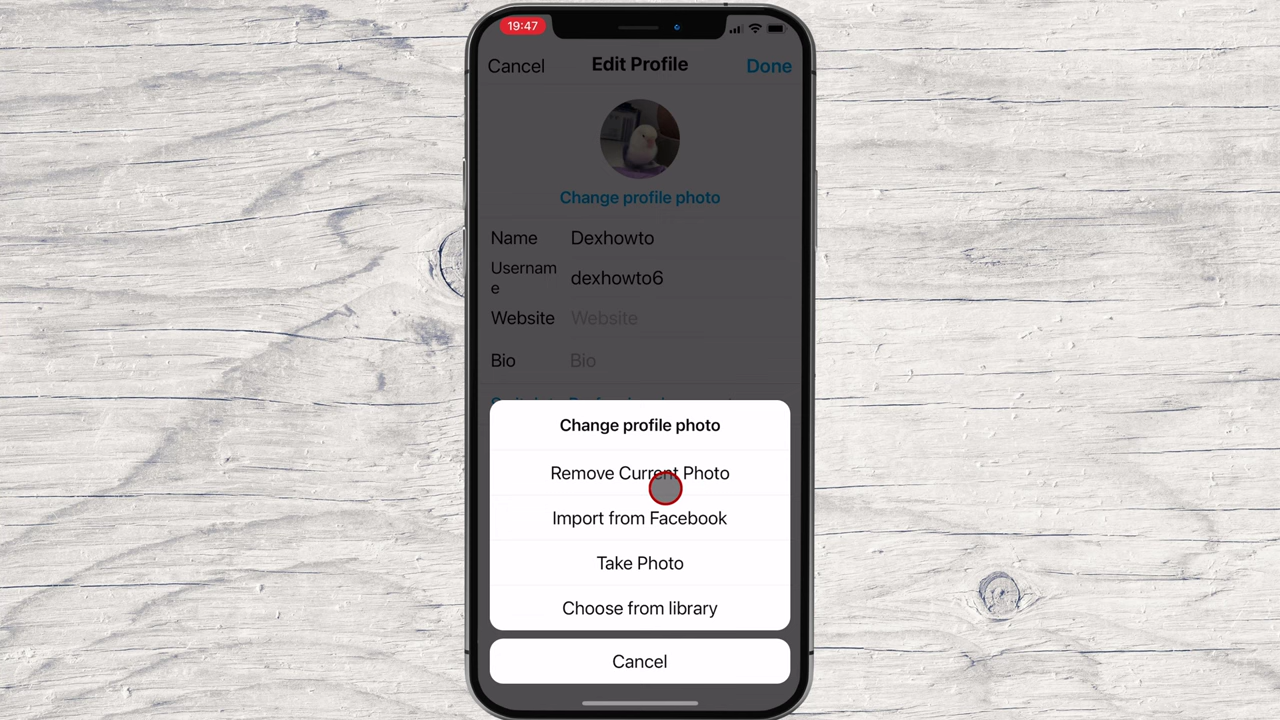 19:47
Cancel
Edit Profile
Done
Change profile photo
Name
Dexhowto
Usernam
e
dexhowto6
Website
Website
Bio
Bio
Change profile photo
Remove Current Photo
Import from Facebook
Take Photo
Choose from library
Cancel